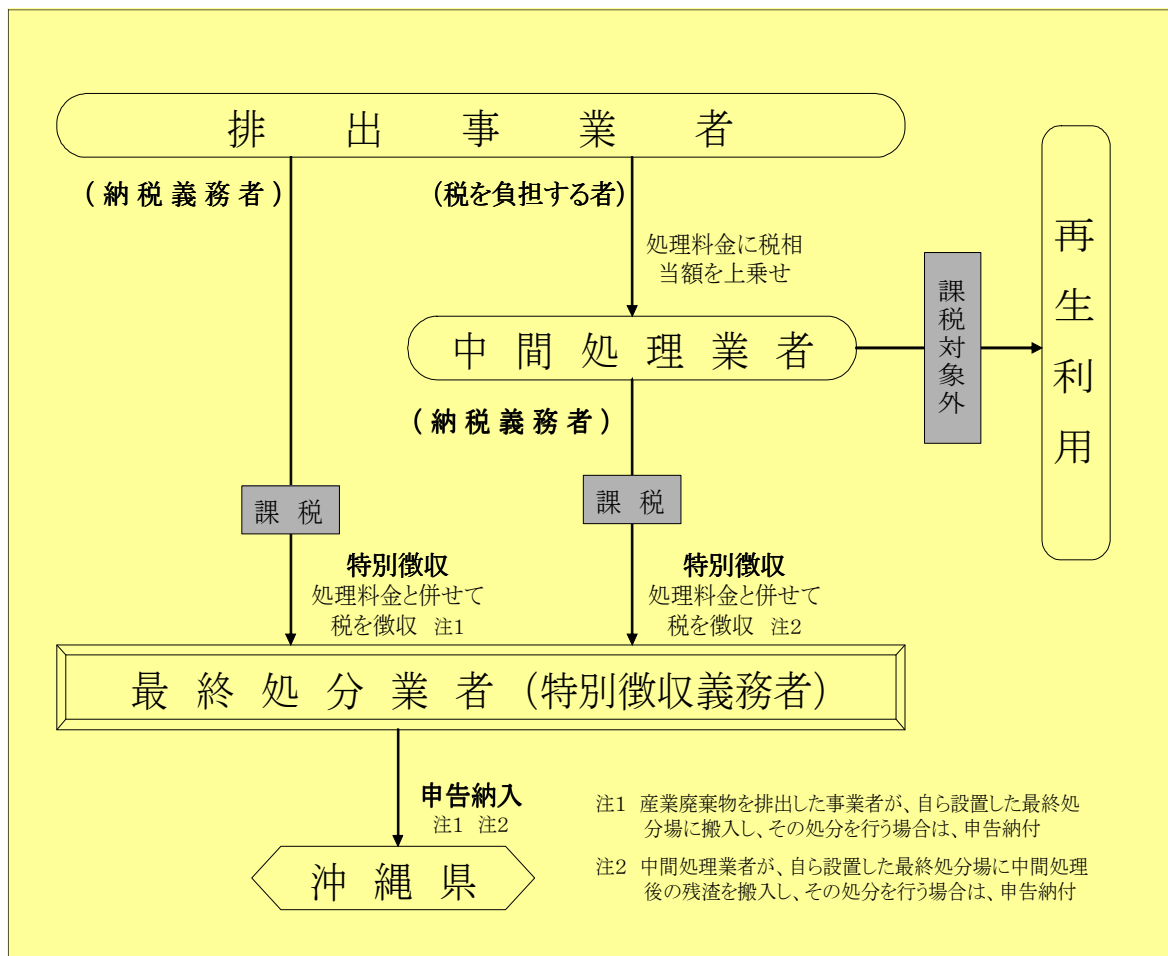 排出事業者
(納税義務者)
(税を負担する者)
処理料金に税相
当額を上乗せ
中間処理業者
課税対象外
再生利用
(納税義務者)
課税
課税
特別徴収
処理料金と併せて
税を徴収 注1
特別徴収
処理料金と併せて
税を徴収 注2
最終処分業者(特別徴収義務者)
申告納入
注1 注2
沖縄県
注1 産業廃棄物を排出した事業者が、自ら設置した最終処
分場に搬入し、その処分を行う場合は、申告納付
注2 中間処理業者が、自ら設置した最終処分場に中間処理
後の残渣を搬入し、その処分を行う場合は、申告納付